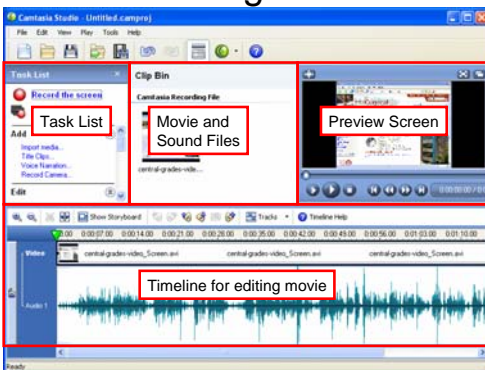 Camtasia Studio - Untitled.camproj
File Edit View Play Tools Help
Task List
Record the screen
Task List
Add
Import media...
Title Clips...
Voice Narration...
Record Camera...
Edit
Clip Bin
Camtasia Recording File
Movie and
Sound Files
central-grades-vide...
Preview Screen
0:00:00:00
Show Storyboard Tracks Timeline Help
0:00:07.00 0:00:14.00 0:00:21.00 0:00:28.00 0:00:35.00 0:00:42.00 0:00:49.00 0:00:56.00 0:01:03.00 0:01:10.00
Video central-grades-video_Screen.avi central-grades-video_Screen.avi central-grades-video_Screen.avi
Timeline for editing movie
Audio 1
Ready